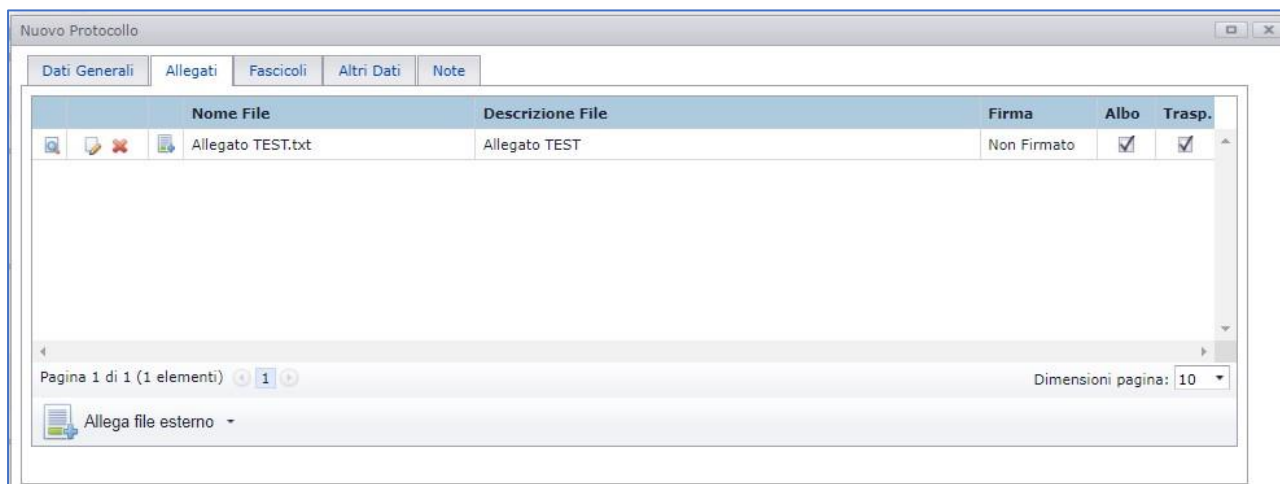 Nuovo Protocollo
Dati Generali Allegati Fascicoli Altri Dati Note
Nome File Descrizione File Firma Albo Trasp.
Allegato TEST.txt Allegato TEST Non Firmato
Pagina 1 di 1 (1 elementi) 1 Dimensioni pagina: 10
Allega file esterno